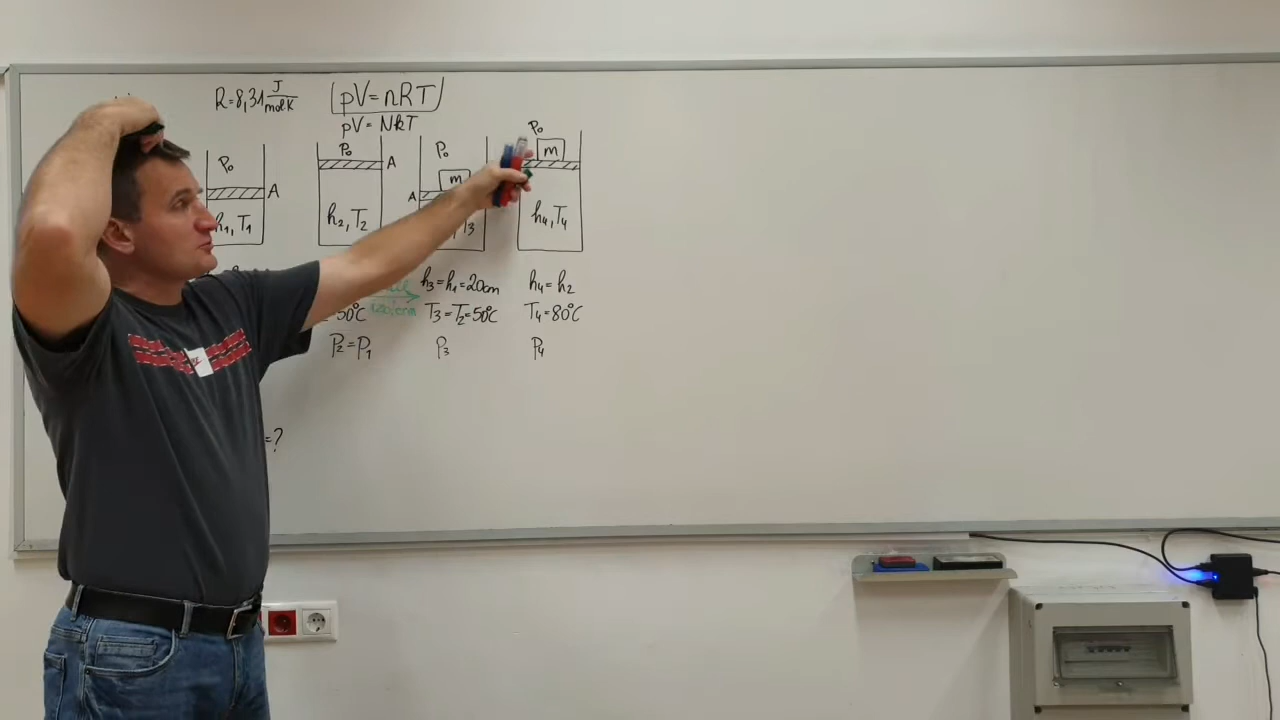 R=8,31 J/molK
pV=nRT
pV=NkT
P₀
A
h₁,T₁
P₀
A
h₂,T₂
P₀
m
A
P₀
m
h₄,T₄
h₃=h₁=20cm
T₃=T₂=50°C
P₃
h₄=h₂
T₄=80°C
P₄
50°C
P₂=P₁
=?